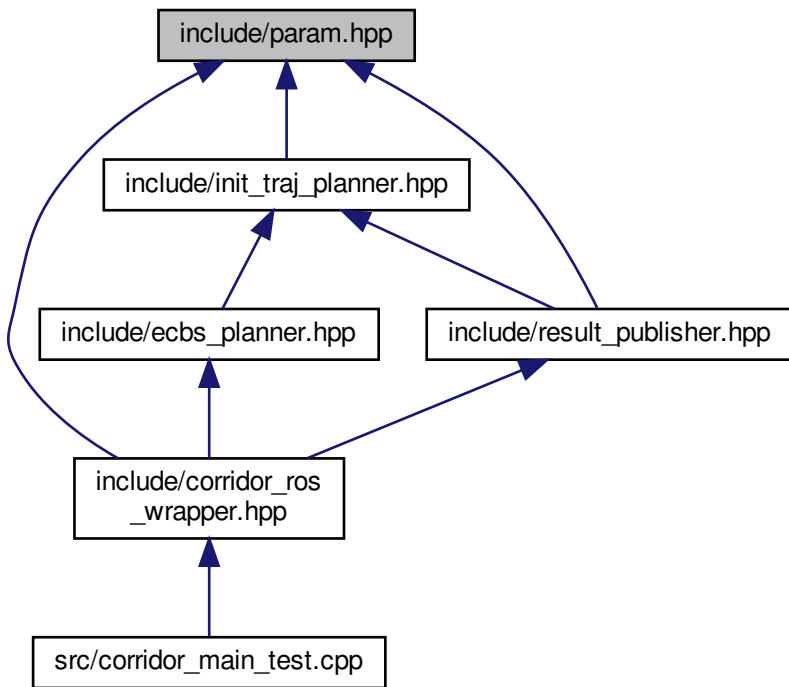 include/param.hpp
include/init_traj_planner.hpp
include/ecbs_planner.hpp
include/result_publisher.hpp
include/corridor_ros
_wrapper.hpp
src/corridor_main_test.cpp